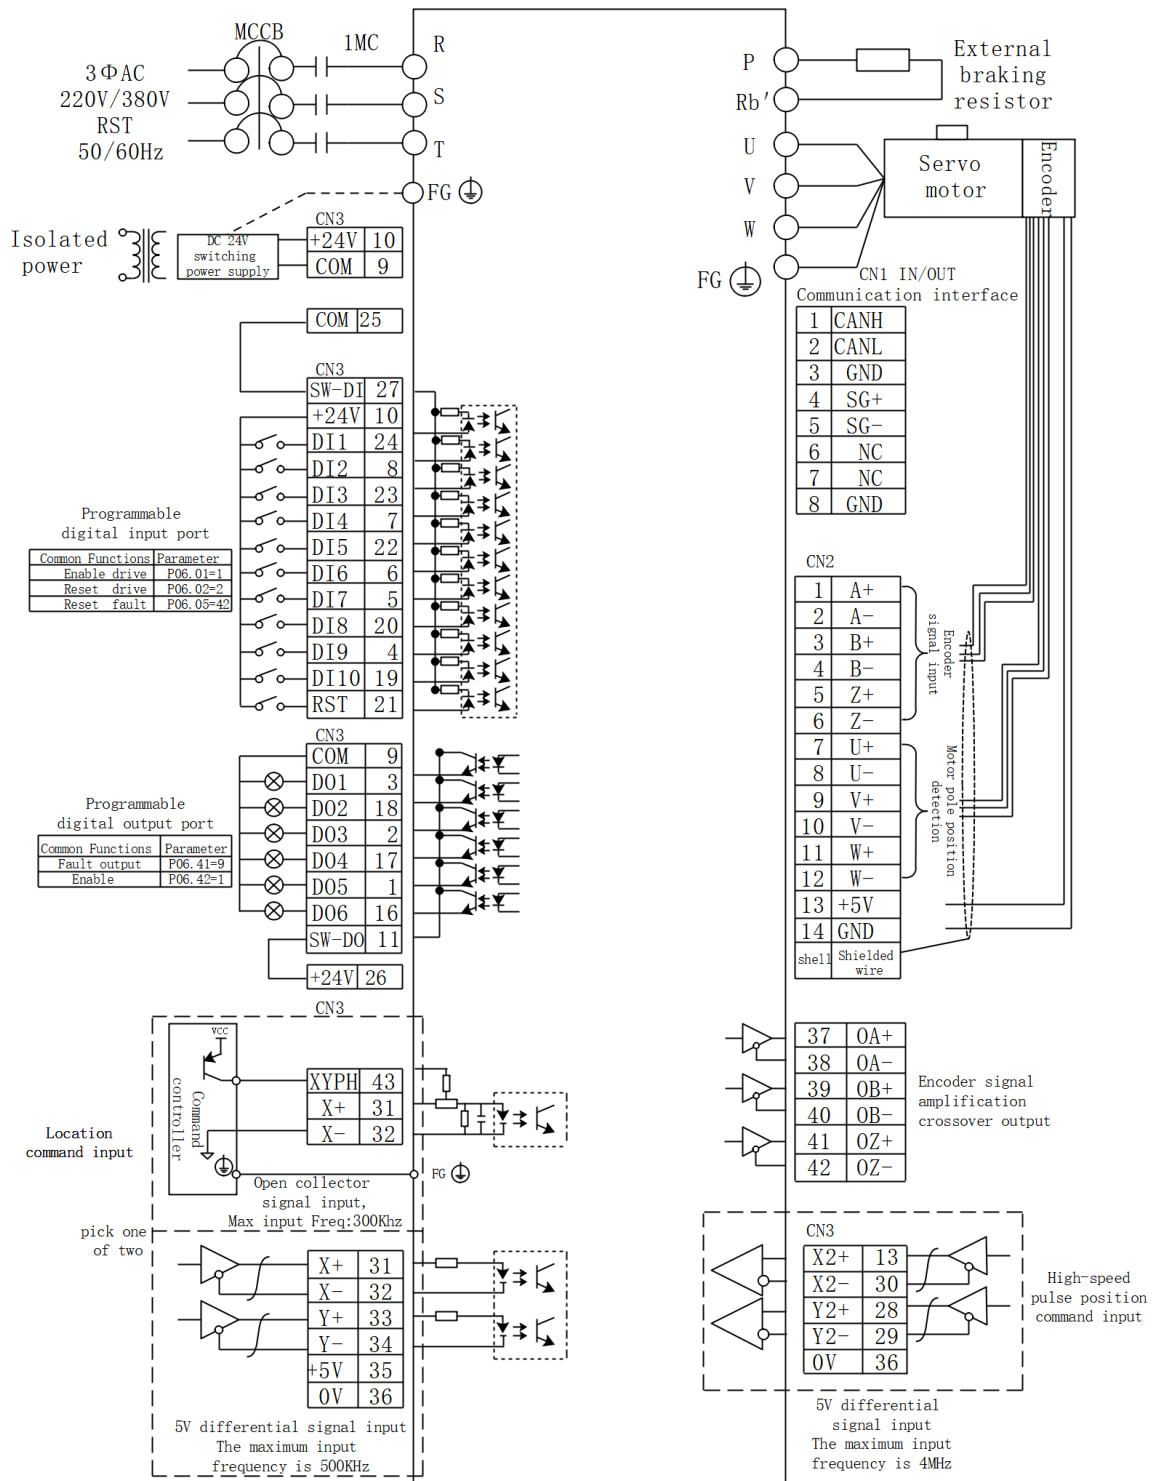 MCCB
1MC
R
3ΦAC
220V/380V
RST
50/60Hz
S
T
FG
Isolated
power
DC 24V
switching
power supply
CN3
+24V 10
COM 9
COM 25
CN3
SW-DI 27
+24V 10
DI1 24
DI2 8
DI3 23
DI4 7
DI5 22
DI6 6
DI7 5
DI8 20
DI9 4
DI10 19
RST 21
Programmable
digital input port
Common Functions Parameter
Enable drive P06.01=1
Reset drive P06.02=2
Reset fault P06.05=42
CN3
COM 9
DO1 3
DO2 18
DO3 2
DO4 17
DO5 1
DO6 16
SW-DO 11
+24V 26
Programmable
digital output port
Common Functions Parameter
Fault output P06.41=9
Enable P06.42=1
CN3
VCC
Command
controller
XYPH 43
X+ 31
X- 32
Location
command input
FG
Open collector
signal input,
Max input Freq:300Khz
pick one
of two
X+ 31
X- 32
Y+ 33
Y- 34
+5V 35
0V 36
5V differential signal input
The maximum input
frequency is 500KHz
P
Rb'
External
braking
resistor
U
V
W
FG
Servo
motor
Encoder
CN1 IN/OUT
Communication interface
1 CANH
2 CANL
3 GND
4 SG+
5 SG-
6 NC
7 NC
8 GND
CN2
1 A+
2 A-
3 B+
4 B-
5 Z+
6 Z-
7 U+
8 U-
9 V+
10 V-
11 W+
12 W-
13 +5V
14 GND
shell Shielded
wire
Encoder
signal input
Motor pole position
detection
37 OA+
38 OA-
39 OB+
40 OB-
41 OZ+
42 OZ-
Encoder signal
amplification
crossover output
CN3
X2+ 13
X2- 30
Y2+ 28
Y2- 29
0V 36
High-speed
pulse position
command input
5V differential
signal input
The maximum input
frequency is 4MHz